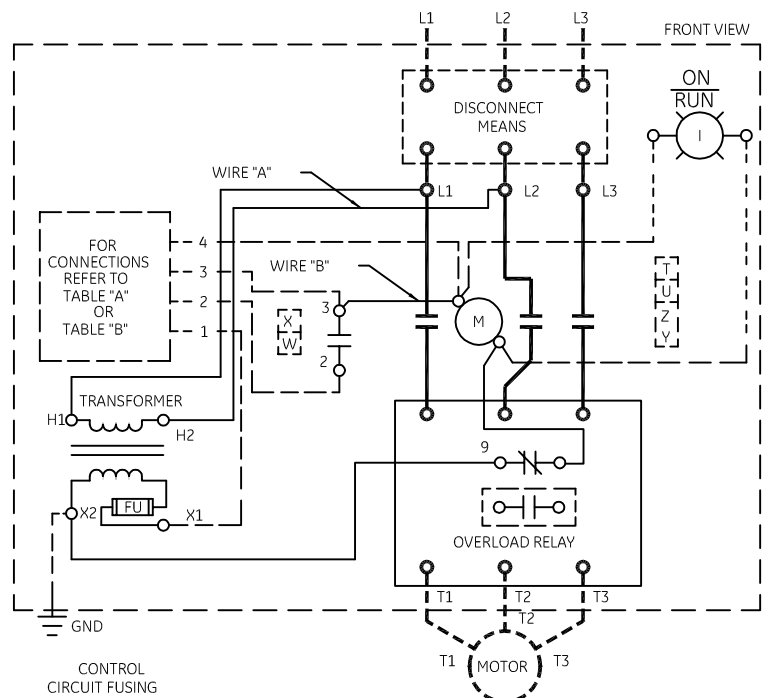 L1 L2 L3
FRONT VIEW
ON
RUN
I
DISCONNECT
MEANS
WIRE "A"
L1 L2 L3
FOR
CONNECTIONS
REFER TO
TABLE "A"
OR
TABLE "B"
4
3
2
1
WIRE "B"
3
X
W
2
M
T
U
Z
Y
TRANSFORMER
H1
H2
9
FU
X2
X1
OVERLOAD RELAY
T1 T2 T3
T2
GND
T1 MOTOR T3
CONTROL
CIRCUIT FUSING